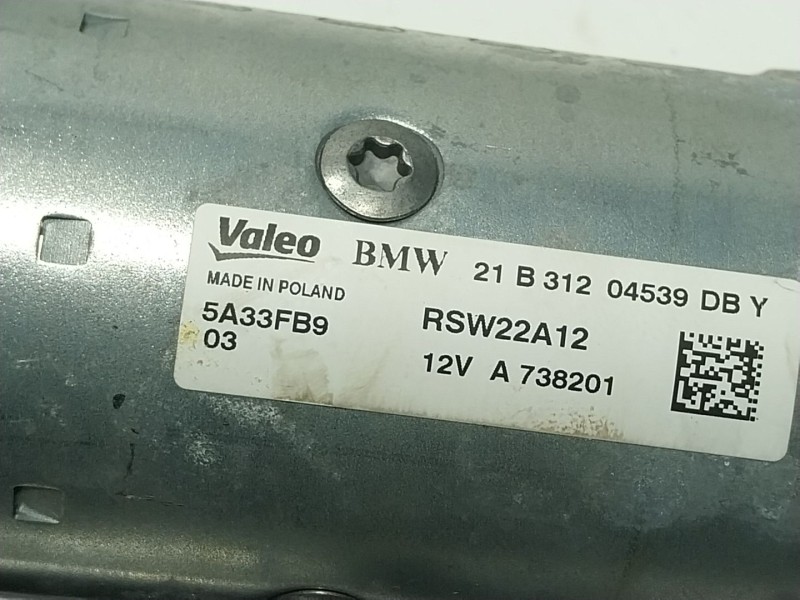 Valeo BMW 21 B 312 04539 DB Y
MADE IN POLAND
5A33FB9 RSW22A12
03 12V A 738201